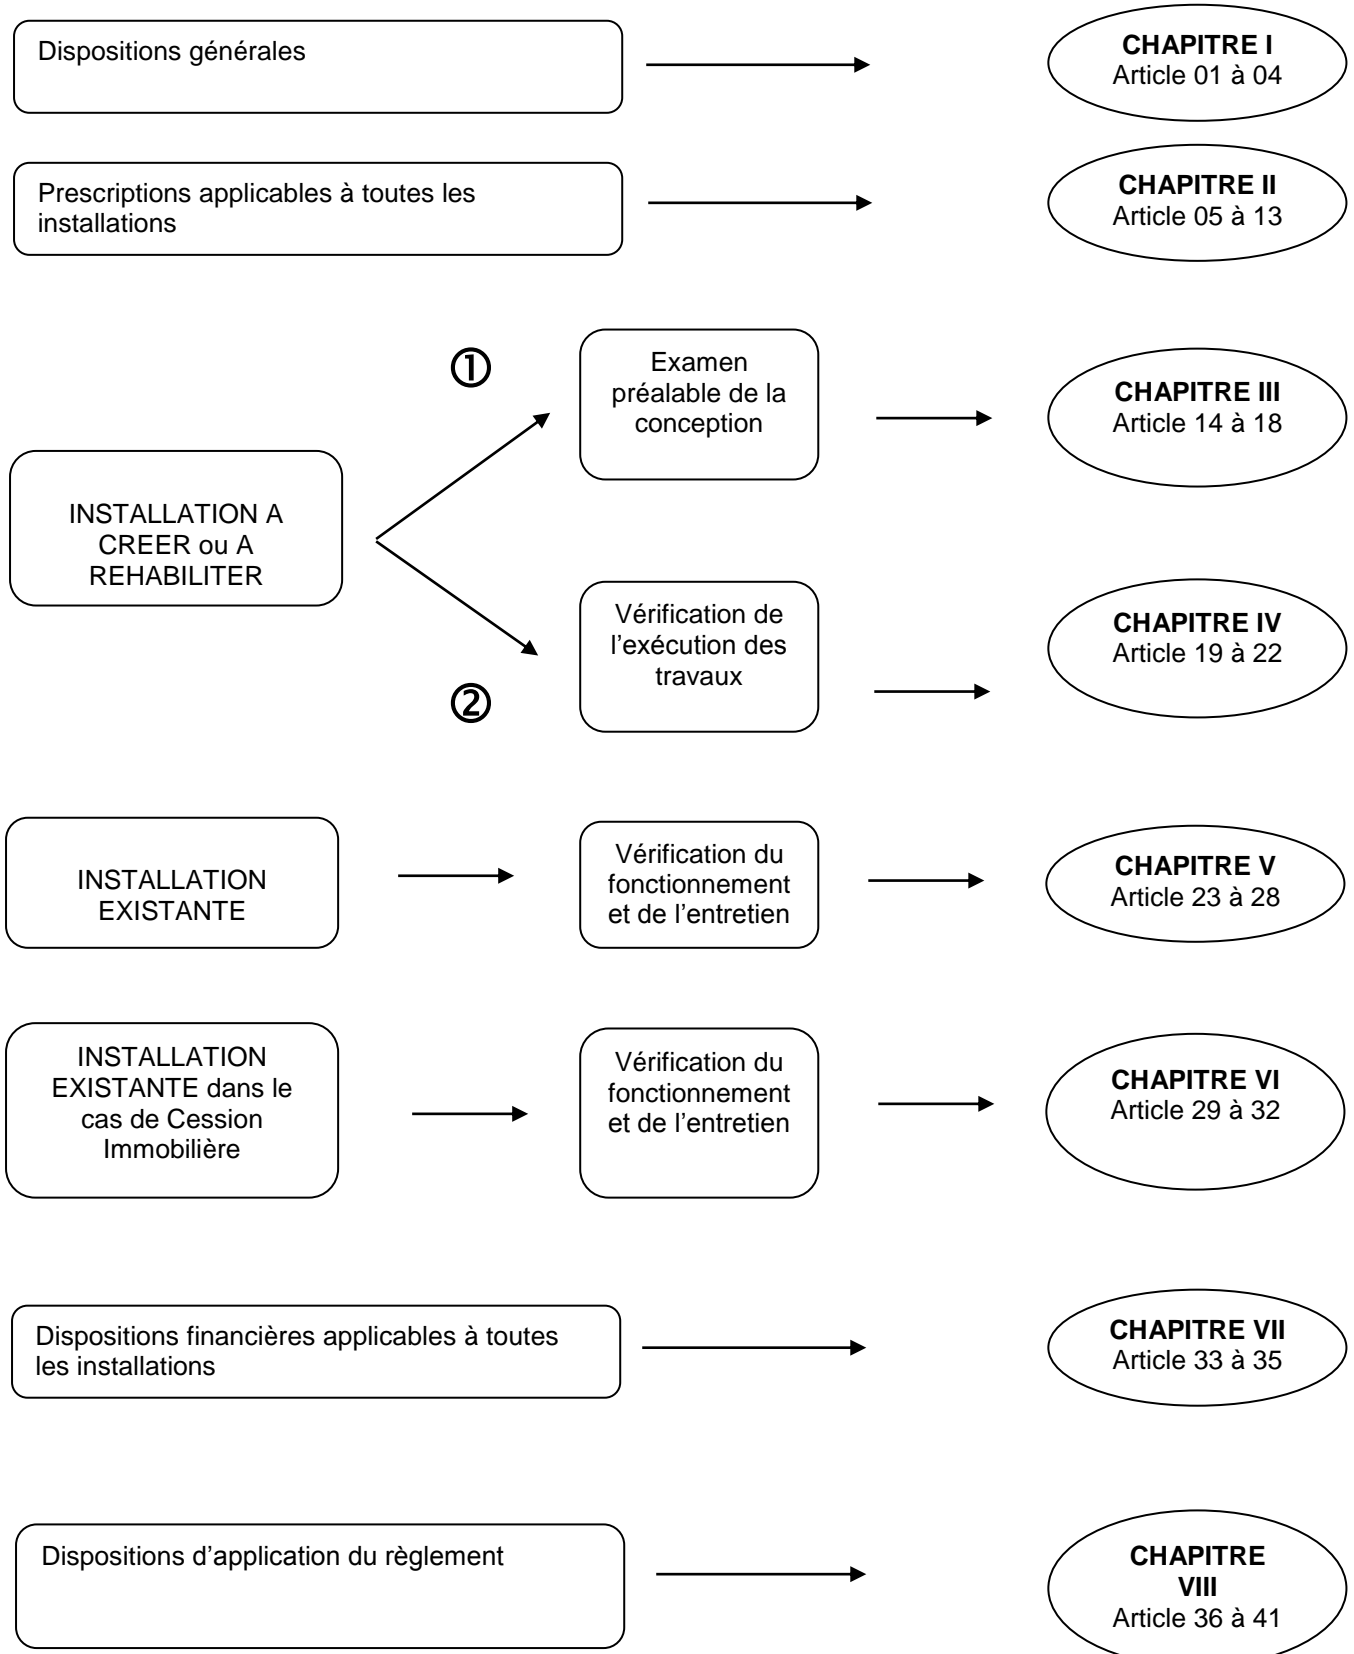 Dispositions générales
CHAPITRE I
Article 01 à 04
Prescriptions applicables à toutes les
installations
CHAPITRE II
Article 05 à 13
①
Examen
préalable de la
conception
CHAPITRE III
Article 14 à 18
INSTALLATION A
CREER ou A
REHABILITER
Vérification de
l’exécution des
travaux
CHAPITRE IV
Article 19 à 22
②
INSTALLATION
EXISTANTE
Vérification du
fonctionnement
et de l’entretien
CHAPITRE V
Article 23 à 28
INSTALLATION
EXISTANTE dans le
cas de Cession
Immobilière
Vérification du
fonctionnement
et de l’entretien
CHAPITRE VI
Article 29 à 32
Dispositions financières applicables à toutes
les installations
CHAPITRE VII
Article 33 à 35
Dispositions d’application du règlement
CHAPITRE
VIII
Article 36 à 41